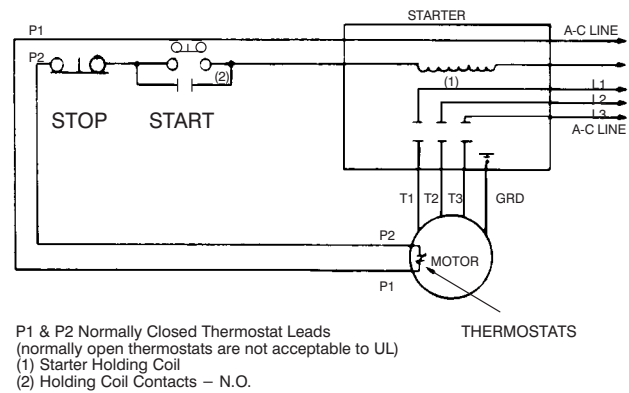 STARTER
P1
A-C LINE
P2
(2)
(1)
L1
L2
L3
A-C LINE
STOP
START
T1
T2
T3
GRD
P2
MOTOR
P1
THERMOSTATS
P1 & P2 Normally Closed Thermostat Leads
(normally open thermostats are not acceptable to UL)
(1) Starter Holding Coil
(2) Holding Coil Contacts – N.O.